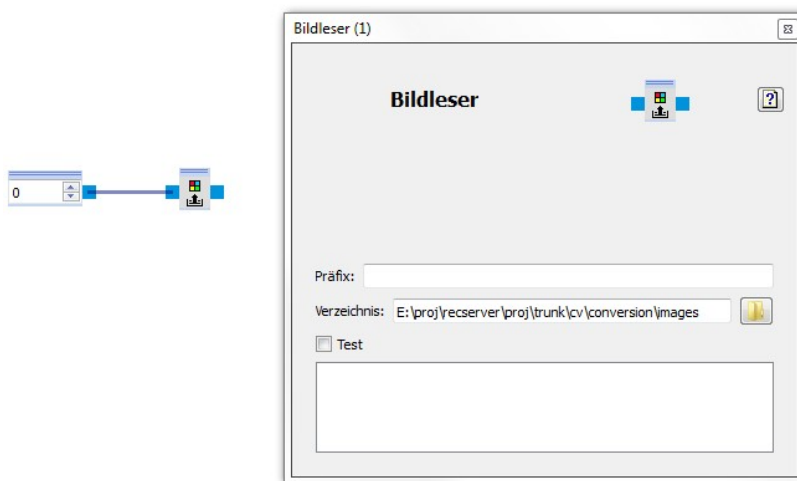 Bildleser (1)
Bildleser
0
Präfix:
Verzeichnis: E:\proj\recserver\proj\trunk\cv\conversion\images
Test